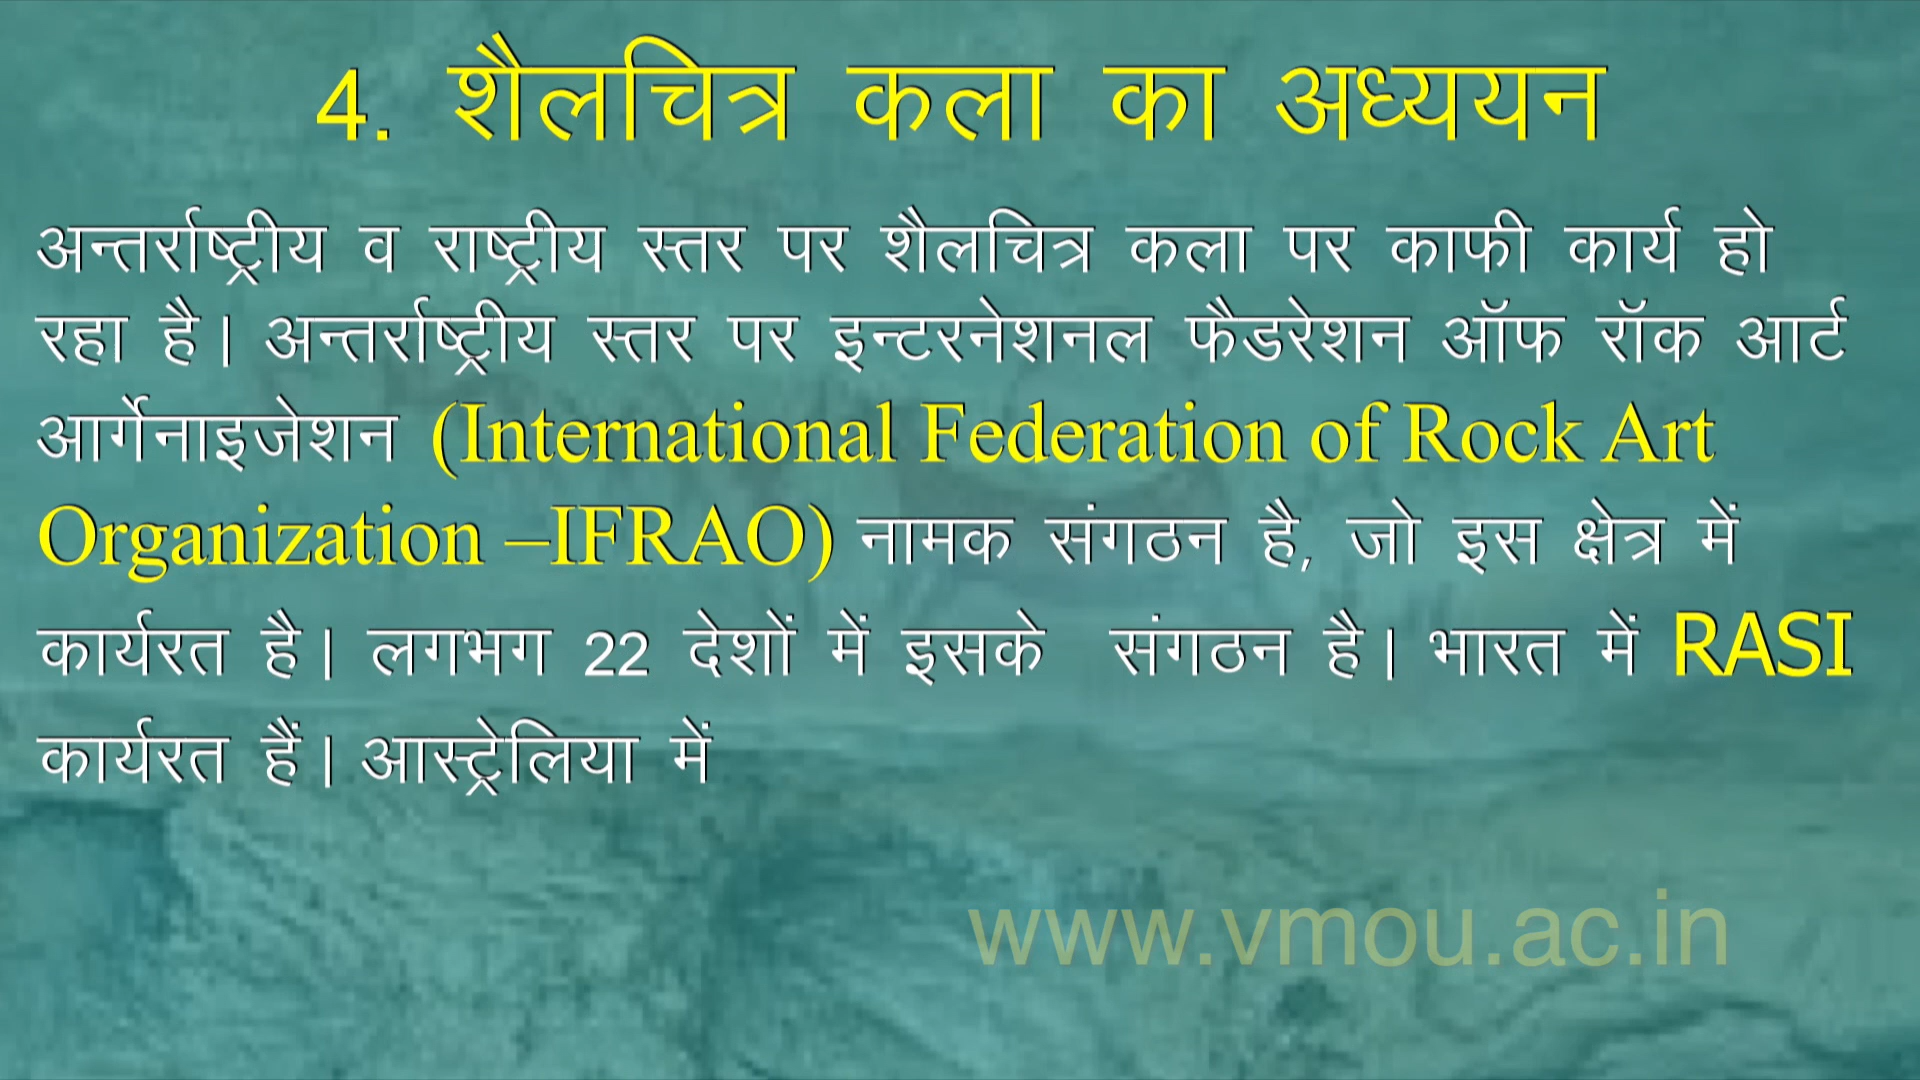 4. शैलचित्र कला का अध्ययन
अन्तर्राष्ट्रीय व राष्ट्रीय स्तर पर शैलचित्र कला पर काफी कार्य हो
रहा है। अन्तर्राष्ट्रीय स्तर पर इन्टरनेशनल फैडरेशन ऑफ रॉक आर्ट
आर्गेनाइजेशन (International Federation of Rock Art
Organization –IFRAO) नामक संगठन है, जो इस क्षेत्र में
कार्यरत है। लगभग 22 देशों में इसके संगठन है। भारत में RASI
कार्यरत हैं। आस्ट्रेलिया में
www.vmou.ac.in